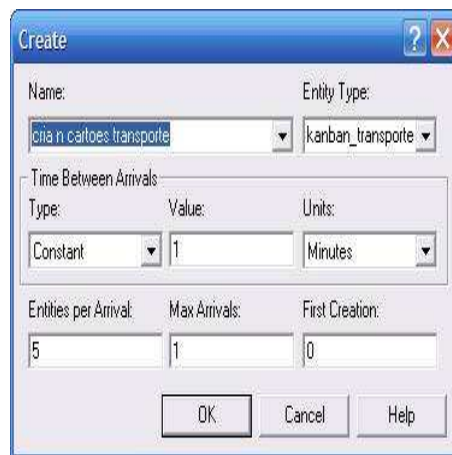 Create
Name: Entity Type:
cria n cartoes transporte kanban_transporte
Time Between Arrivals
Type: Value: Units:
Constant 1 Minutes
Entities per Arrival: Max Arrivals: First Creation:
5 1 0
OK Cancel Help